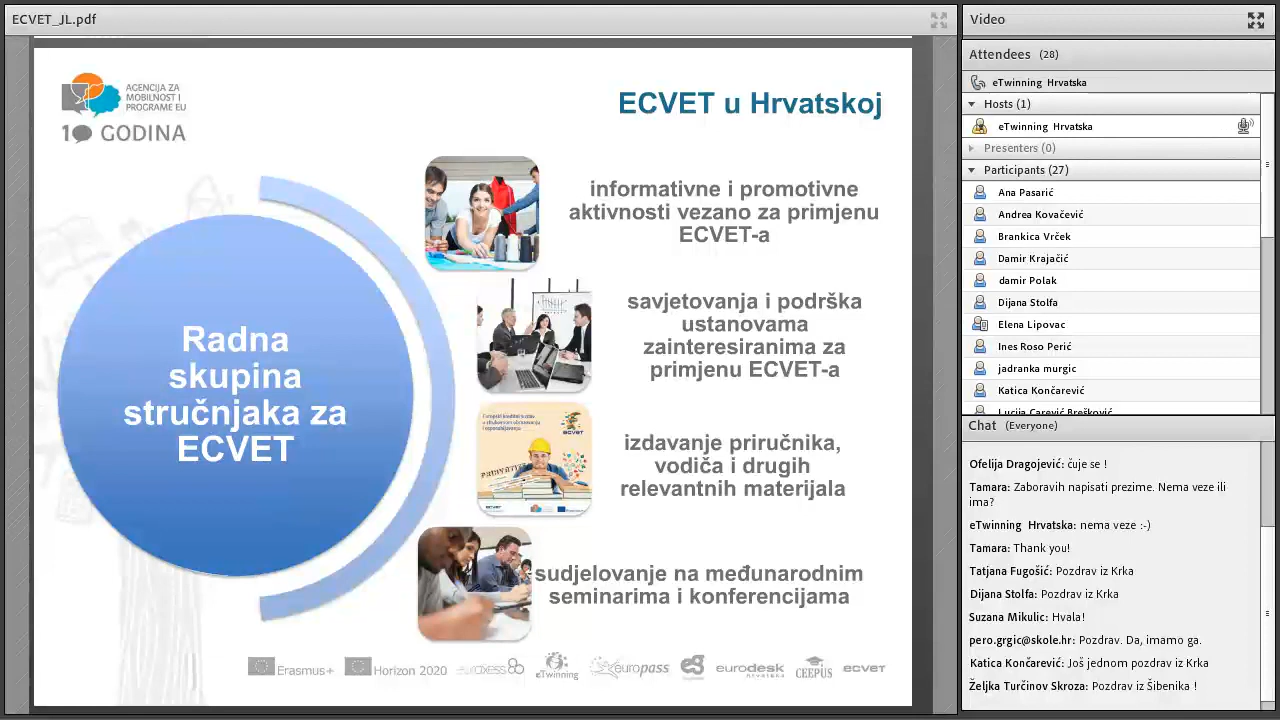 ECVET_JL.pdf
AGENCIJA ZA
MOBILNOST I
PROGRAME EU
10 GODINA
ECVET u Hrvatskoj
Radna
skupina
stručnjaka za
ECVET
informativne i promotivne
aktivnosti vezano za primjenu
ECVET-a
savjetovanja i podrška
ustanovama
zainteresiranima za
primjenu ECVET-a
izdavanje priručnika,
vodiča i drugih
relevantnih materijala
sudjelovanje na međunarodnim
seminarima i konferencijama
Erasmus+
Horizon 2020
euraxess
eTwinning
europass
eurodesk
CEEPUS
ecvet
Video
Attendees (28)
eTwinning Hrvatska
Hosts (1)
eTwinning Hrvatska
Presenters (0)
Participants (27)
Ana Pasarić
Andrea Kovačević
Brankica Vrček
Damir Krajačić
damir Polak
Dijana Stolfa
Elena Lipovac
Ines Roso Perić
jadranka murgic
Katica Končarević
Chat (Everyone)
Ofelija Dragojević: čuje se !
Tamara: Zaboravih napisati prezime. Nema veze ili
ima?
eTwinning Hrvatska: nema veze :-)
Tamara: Thank you!
Tatjana Fugošić: Pozdrav iz Krka
Dijana Stolfa: Pozdrav iz Krka
Suzana Mikulic: Hvala!
pero.grgic@skole.hr: Pozdrav. Da, imamo ga.
Katica Končarević: Još jednom pozdrav iz Krka
Željka Turčinov Skroza: Pozdrav iz Šibenika !